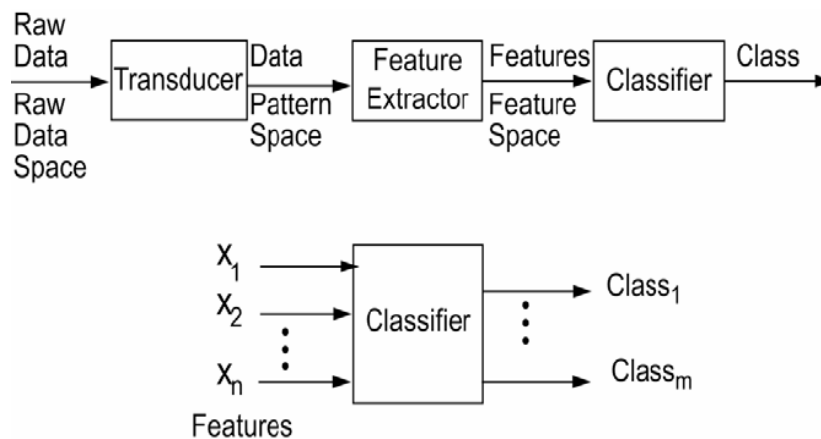 Raw
Data
Raw
Data
Space
Transducer
Data
Pattern
Space
Feature
Extractor
Features
Feature
Space
Classifier
Class
X1
X2
Xn
Features
Classifier
Class1
Classm